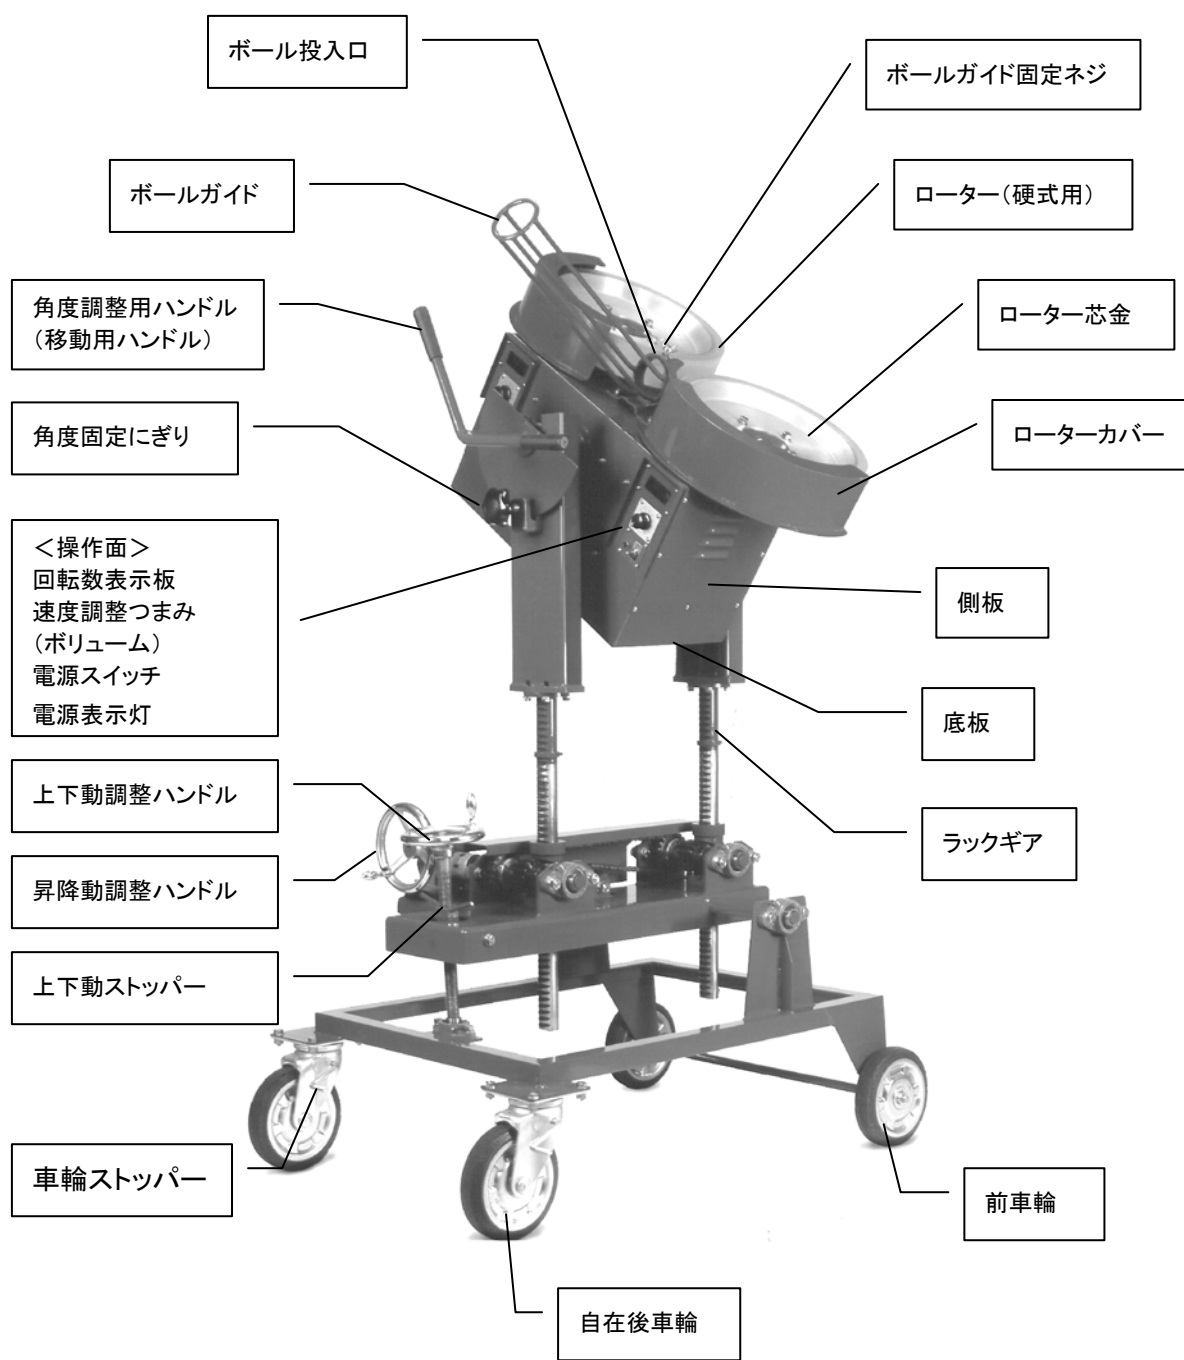 ボール投入口
ボールガイド固定ネジ
ボールガイド
ローター(硬式用)
角度調整用ハンドル
(移動用ハンドル)
ローター芯金
角度固定にぎり
ローターカバー
<操作面>
回転数表示板
速度調整つまみ
(ボリューム)
電源スイッチ
電源表示灯
側板
底板
上下動調整ハンドル
ラックギア
昇降動調整ハンドル
上下動ストッパー
車輪ストッパー
前車輪
自在後車輪